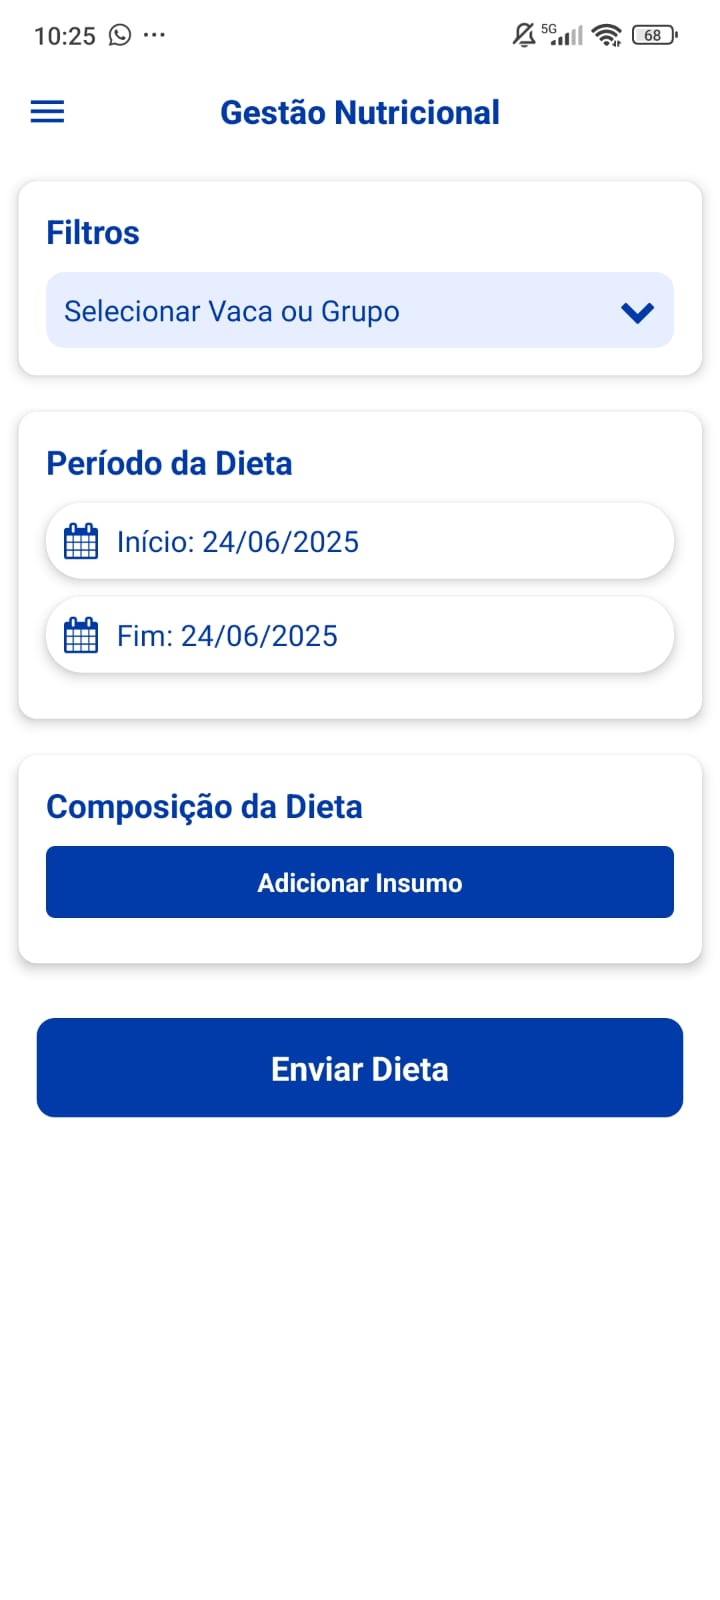 10:25 ... 5G 68
Gestão Nutricional
Filtros
Selecionar Vaca ou Grupo
Período da Dieta
Início: 24/06/2025
Fim: 24/06/2025
Composição da Dieta
Adicionar Insumo
Enviar Dieta